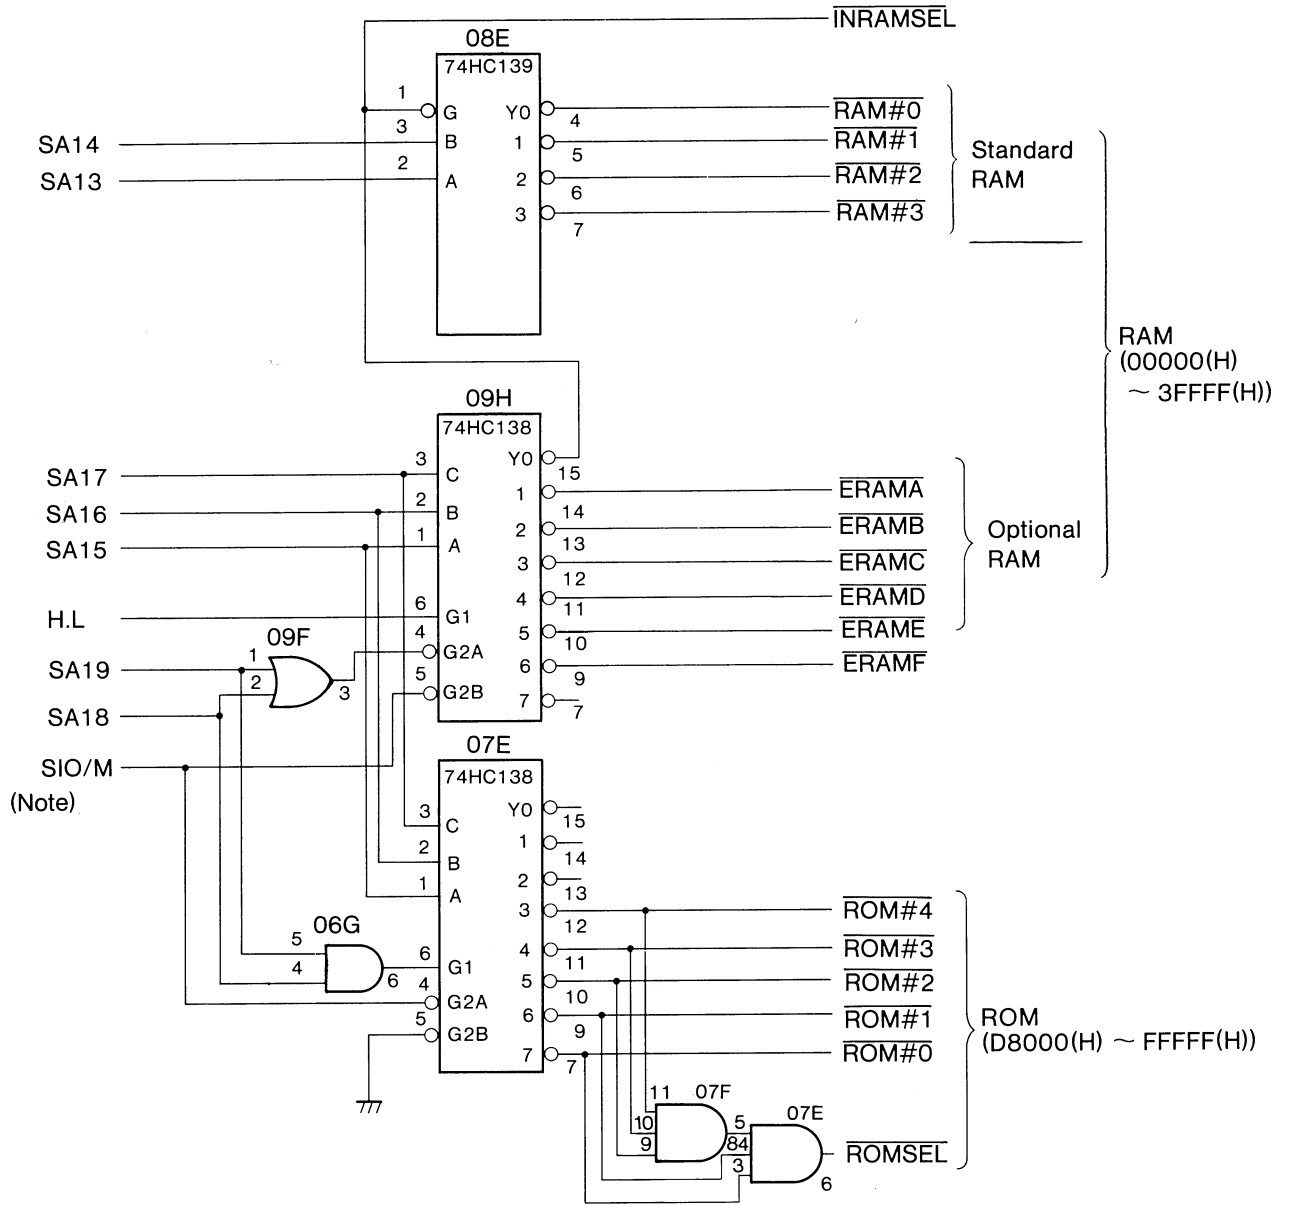 INRAMSEL
08E
74HC139
1
G
Y0
4
RAM#0
SA14
3
B
1
5
RAM#1
SA13
2
A
2
6
RAM#2
3
7
RAM#3
Standard
RAM
RAM
(00000(H)
~ 3FFFF(H))
09H
74HC138
Y0
15
SA17
3
C
1
14
ERAMA
SA16
2
B
2
13
ERAMB
SA15
1
A
3
12
ERAMC
4
11
ERAMD
H.L
6
G1
5
10
ERAME
09F
4
G2A
6
9
ERAMF
SA19
1
2
3
5
G2B
7
7
SA18
Optional
RAM
SIO/M
(Note)
07E
74HC138
Y0
15
3
C
1
14
2
B
2
13
1
A
3
12
ROM#4
06G
5
4
6
4
11
ROM#3
6
G1
5
10
ROM#2
4
G2A
6
9
ROM#1
5
G2B
7
7
ROM#0
ROM
(D8000(H) ~ FFFFF(H))
11
07F
10
9
8
07E
5
4
3
6
ROMSEL